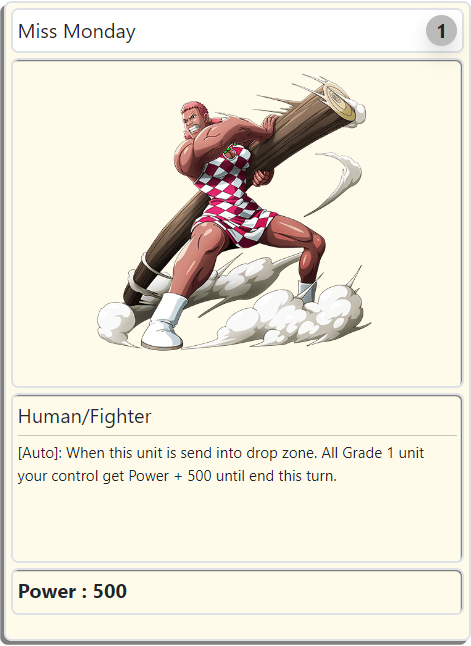 Miss Monday
1
Human/Fighter
[Auto]: When this unit is send into drop zone. All Grade 1 unit
your control get Power + 500 until end this turn.
Power : 500